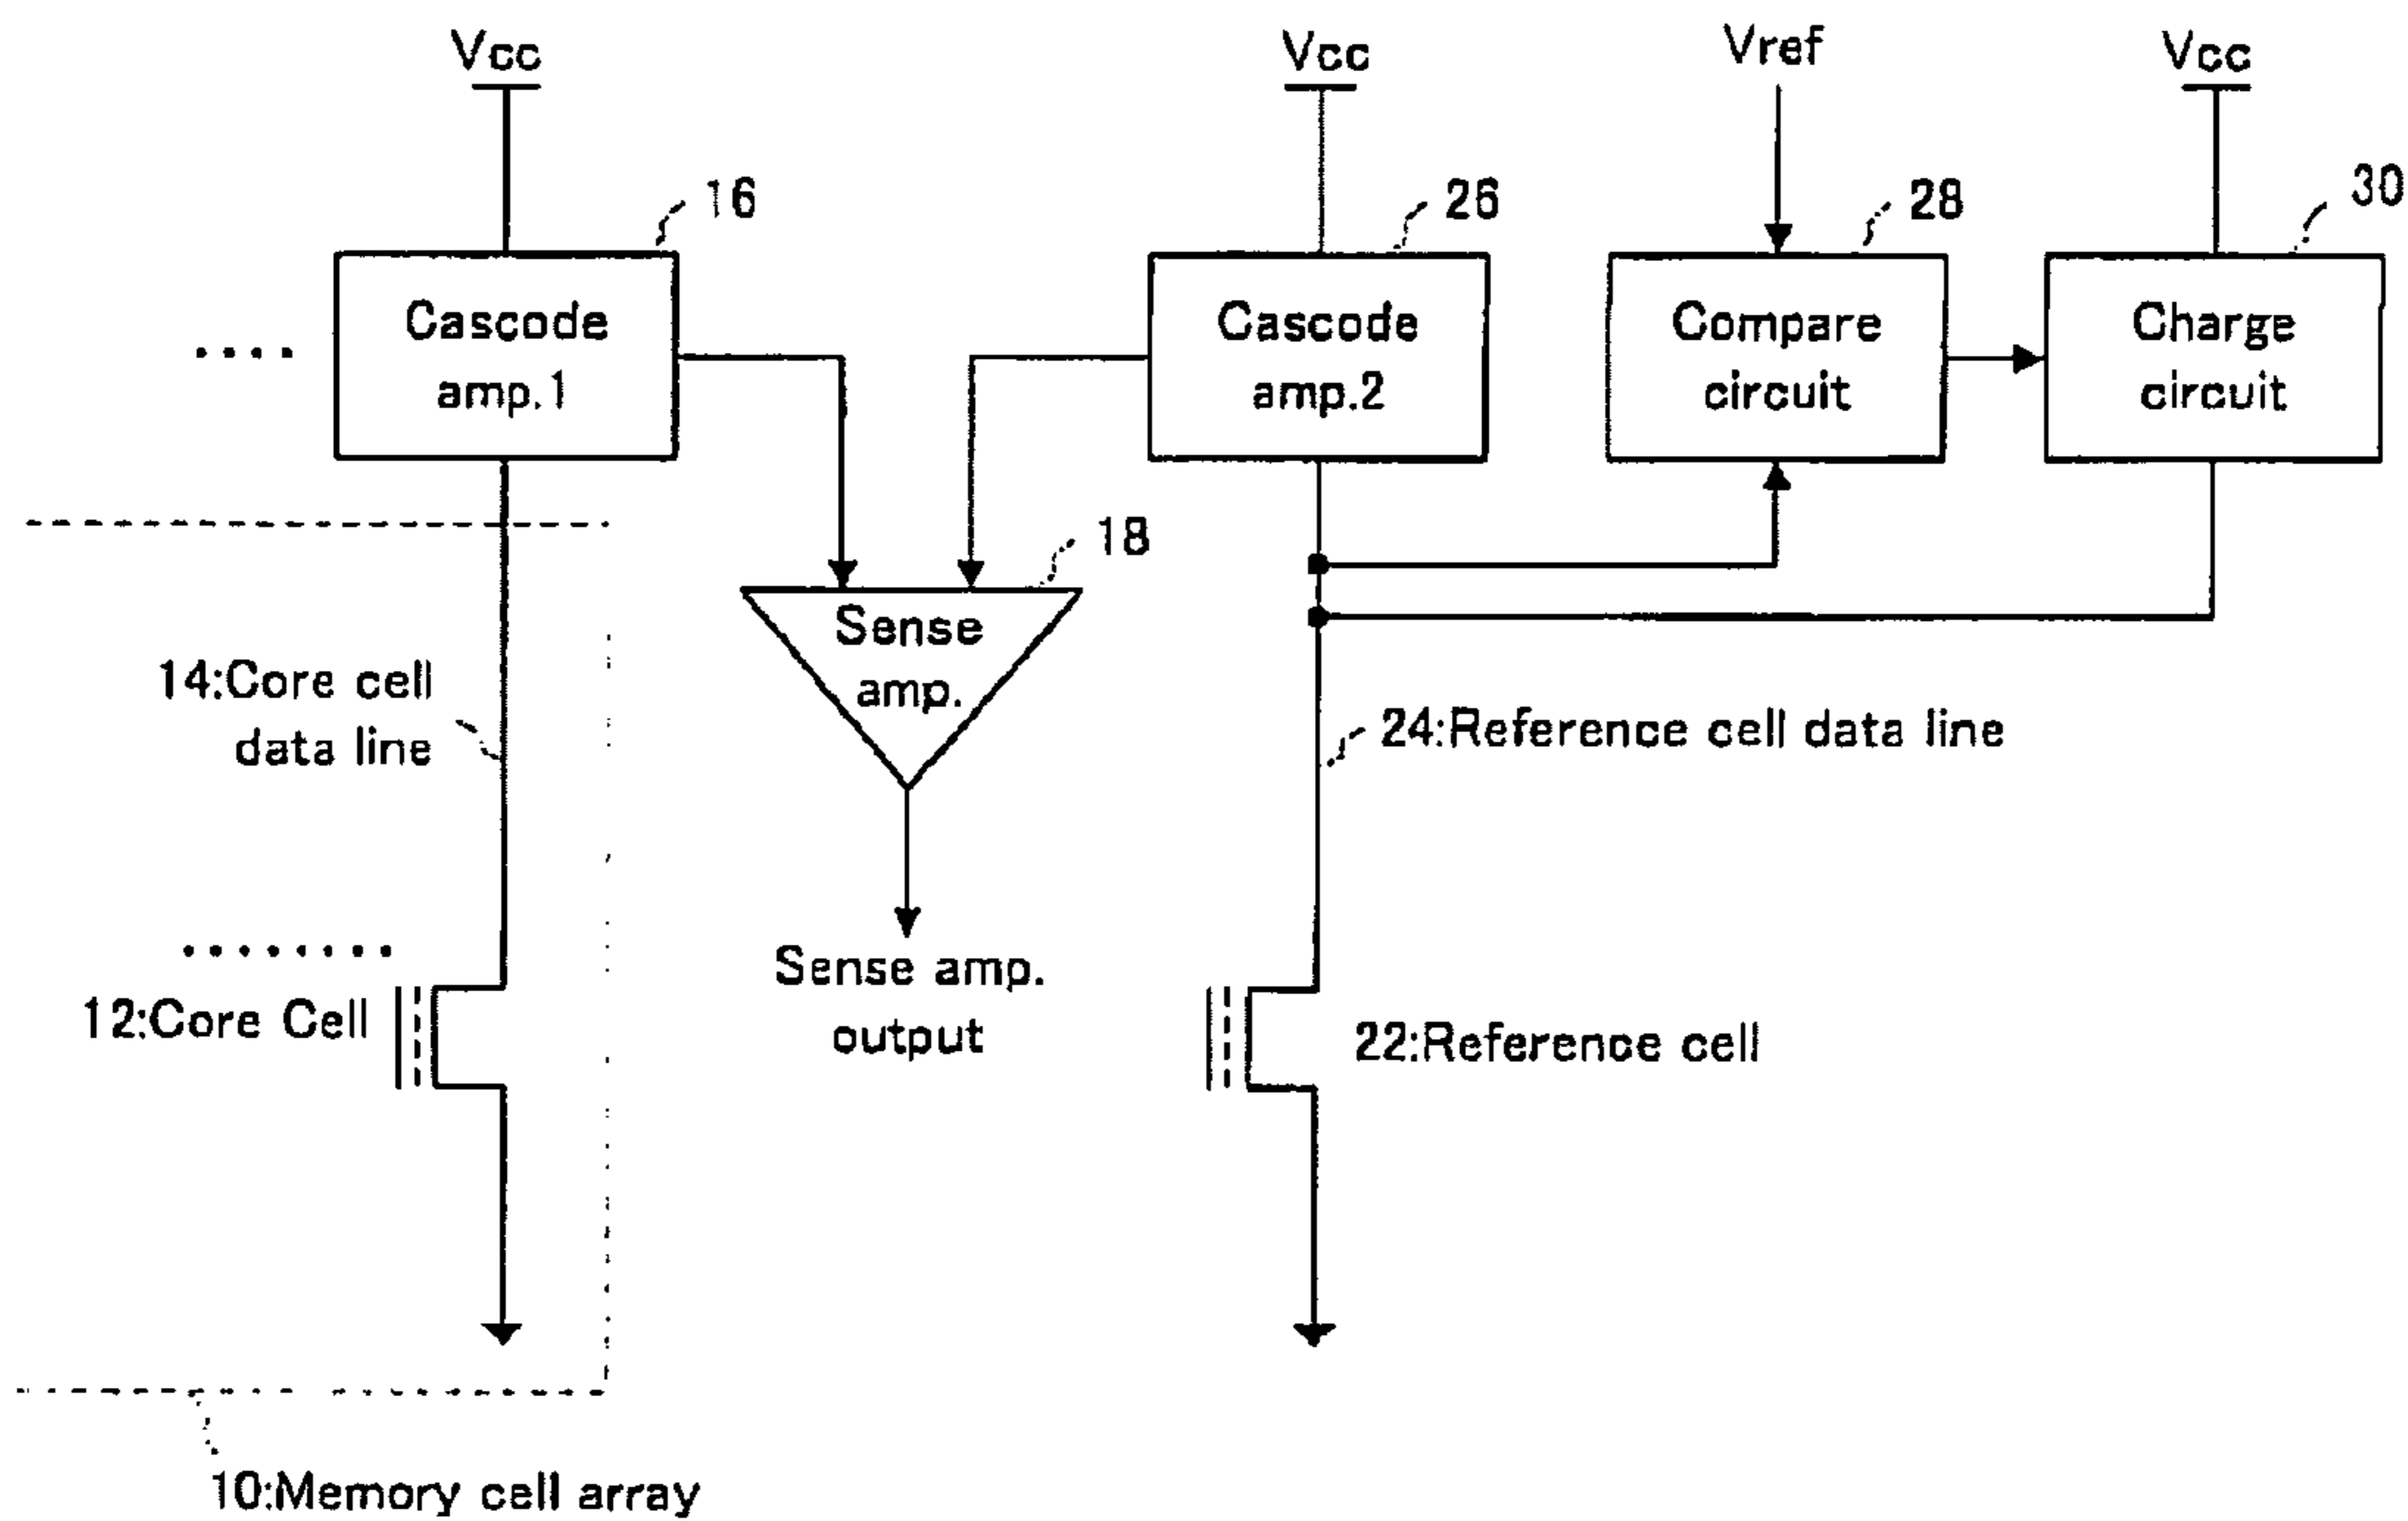 Vcc
Vcc
Vref
Vcc
16
26
28
30
Cascode
amp.1
Cascode
amp.2
Compare
circuit
Charge
circuit
18
Sense
amp.
14:Core cell
data line
24:Reference cell data line
Sense amp.
output
12:Core Cell
22:Reference cell
10:Memory cell array